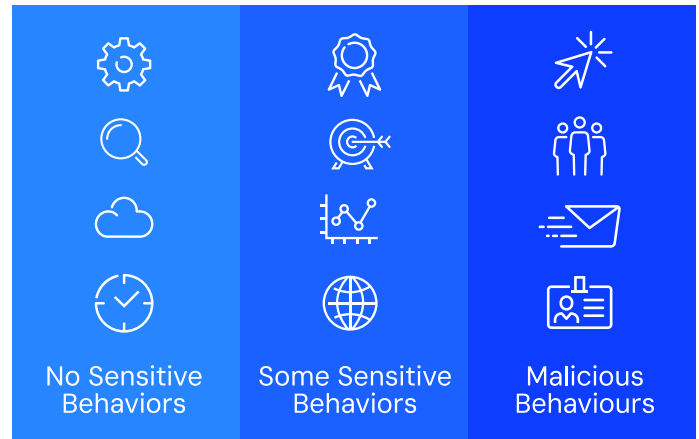 No Sensitive
Behaviors
Some Sensitive
Behaviors
Malicious
Behaviours